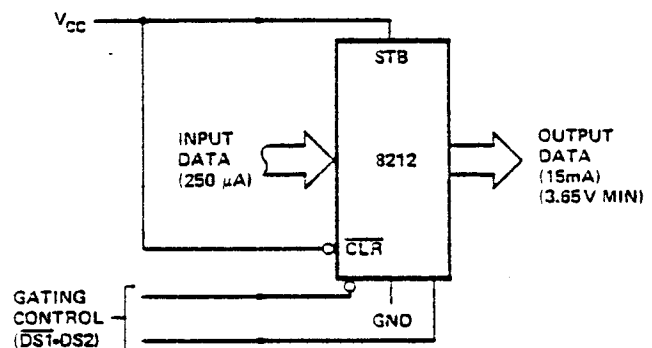 VCC
STB
INPUT
DATA
(250 μA)
8212
OUTPUT
DATA
(15mA)
(3.65V MIN)
CLR
GATING
CONTROL
(DS1-DS2)
GND